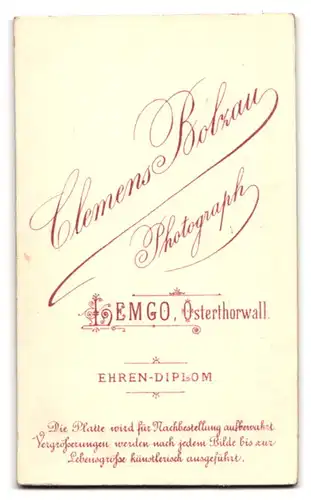 Clemens Bolzau
Photograph
LEMGO, Osterthorwall.
EHREN-DIPLOM
Die Platte wird für Nachbestellung aufbewahrt
Vergrösserungen werden nach jedem Bilde bis zur
Lebensgrösse künstlerisch ausgeführt.